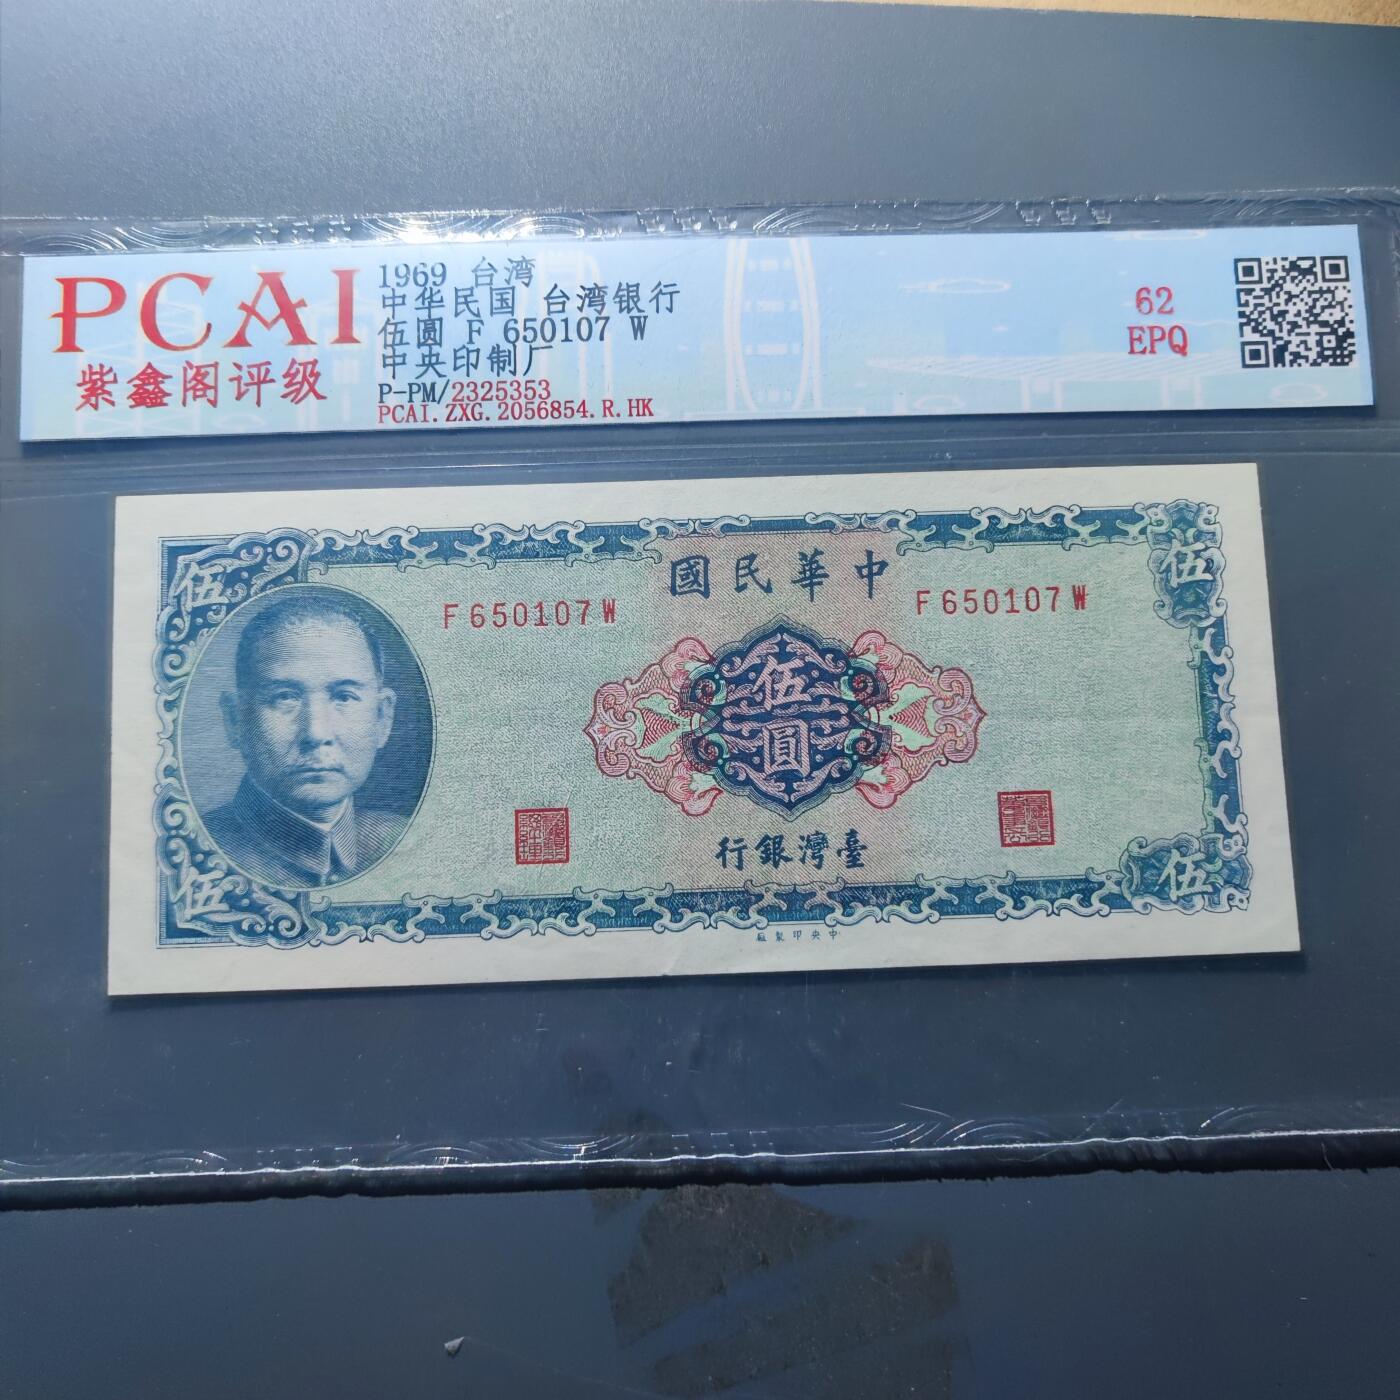 PCAI
紫鑫阁评级
1969 台湾
中华民国 台湾银行
伍圆 F 650107 W
中央印制厂
P-PM/2325353
PCAI.ZXG.2056854.R.HK
62
EPQ
伍
國民華中
伍
F650107W
F650107W
伍
圓
行銀灣臺
伍
伍
廠製印央中